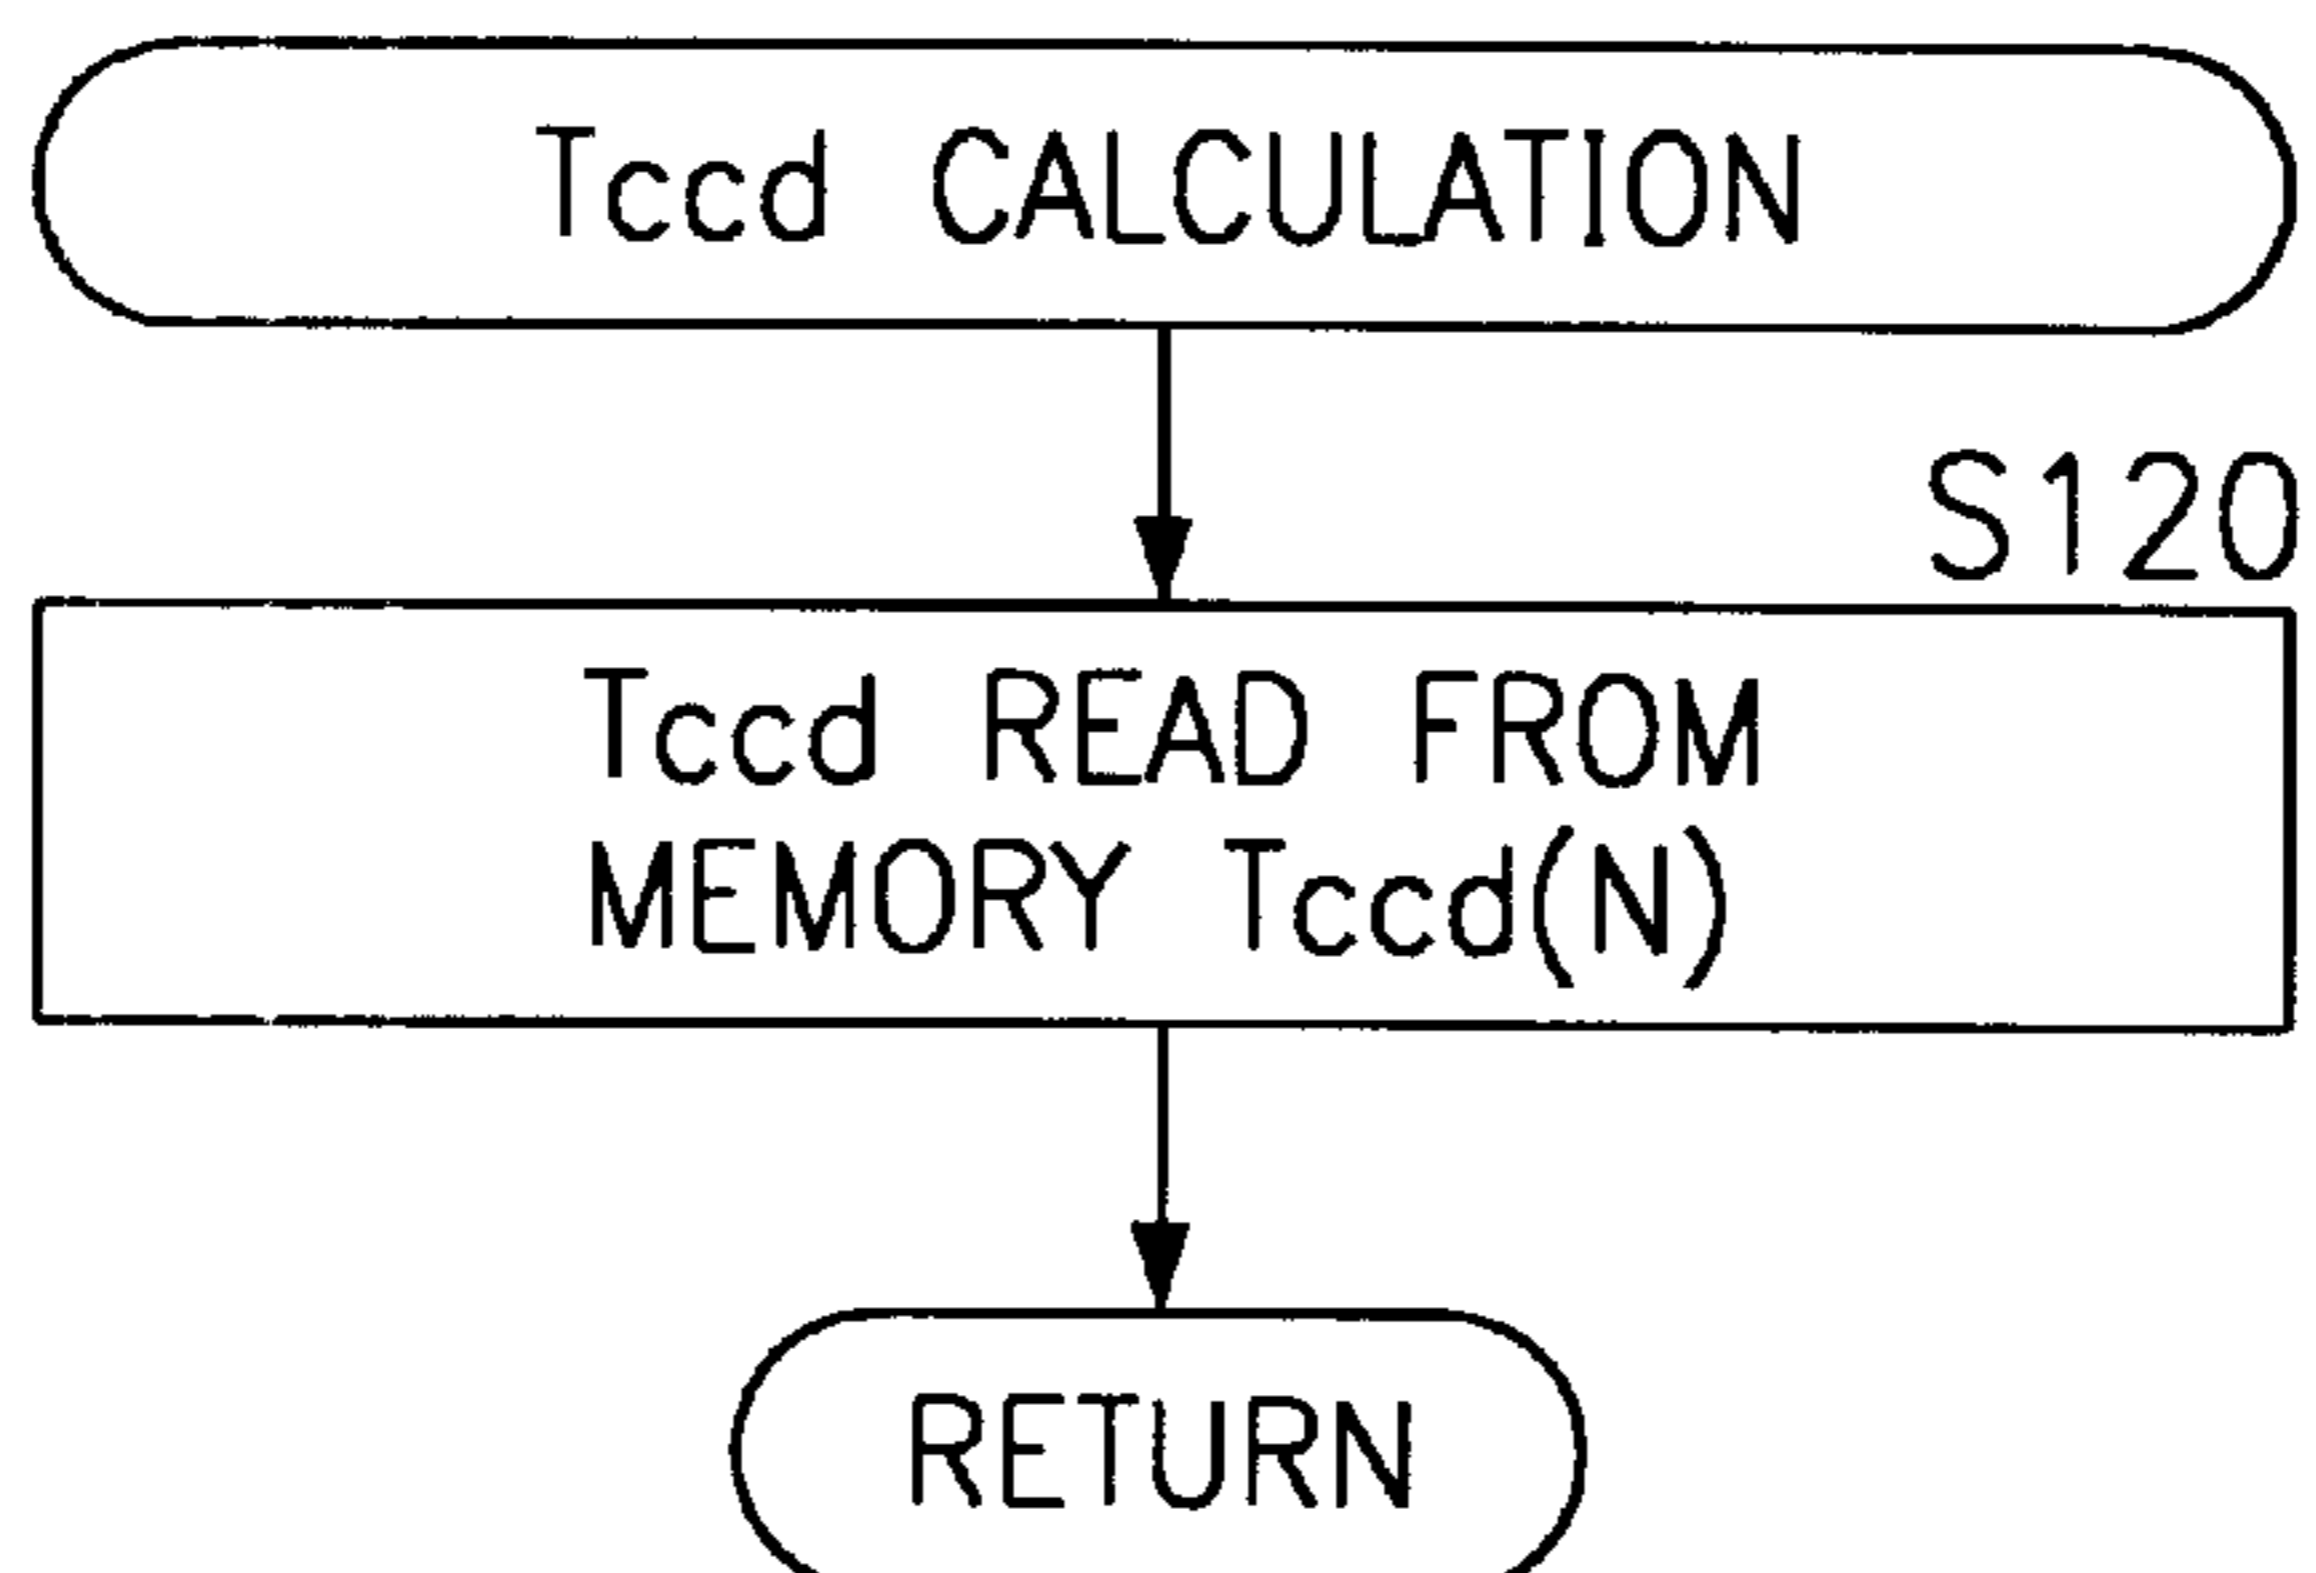 Tccd CALCULATION
S120
Tccd READ FROM
MEMORY Tccd(N)
RETURN